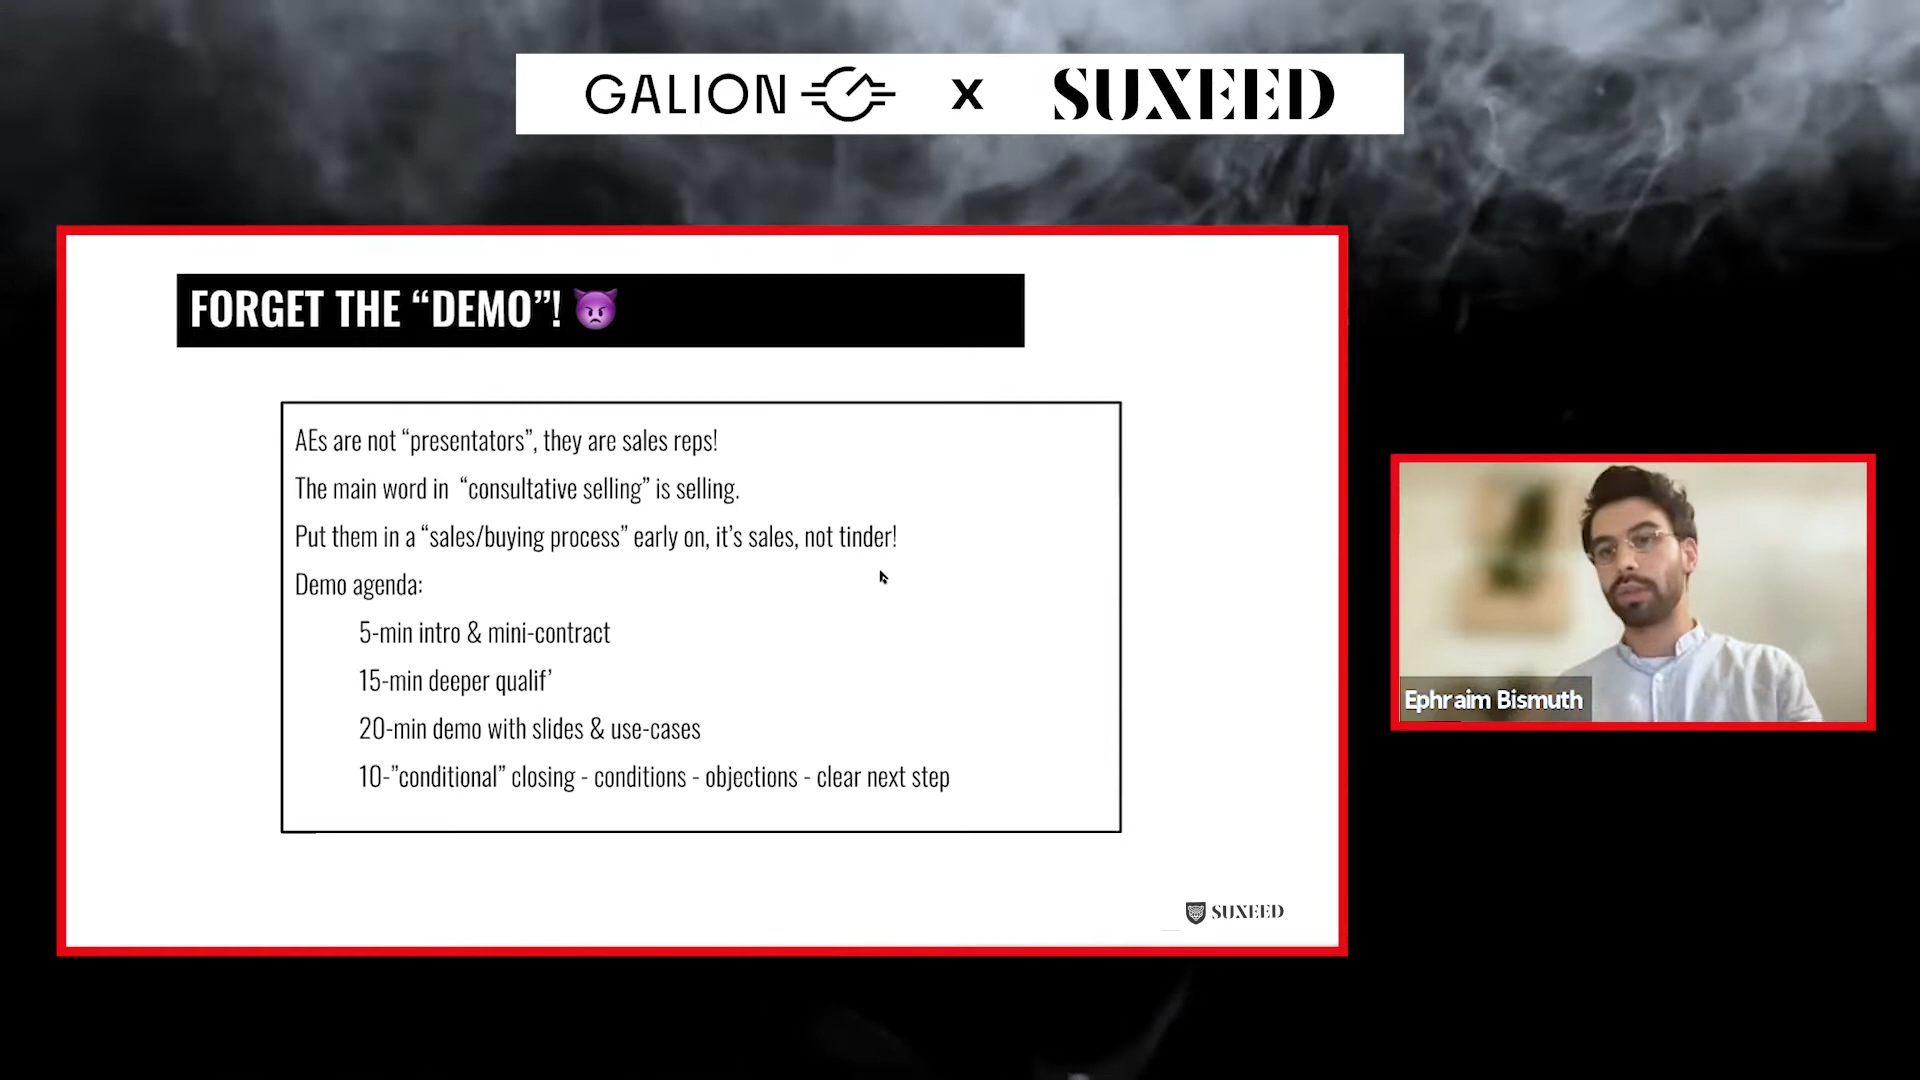 GALION x SUXEED
FORGET THE “DEMO”! 👿
AEs are not “presentators”, they are sales reps!
The main word in “consultative selling” is selling.
Put them in a “sales/buying process” early on, it’s sales, not tinder!
Demo agenda:
5-min intro & mini-contract
15-min deeper qualif’
20-min demo with slides & use-cases
10-”conditional” closing - conditions - objections - clear next step
Ephraim Bismuth
SUXEED